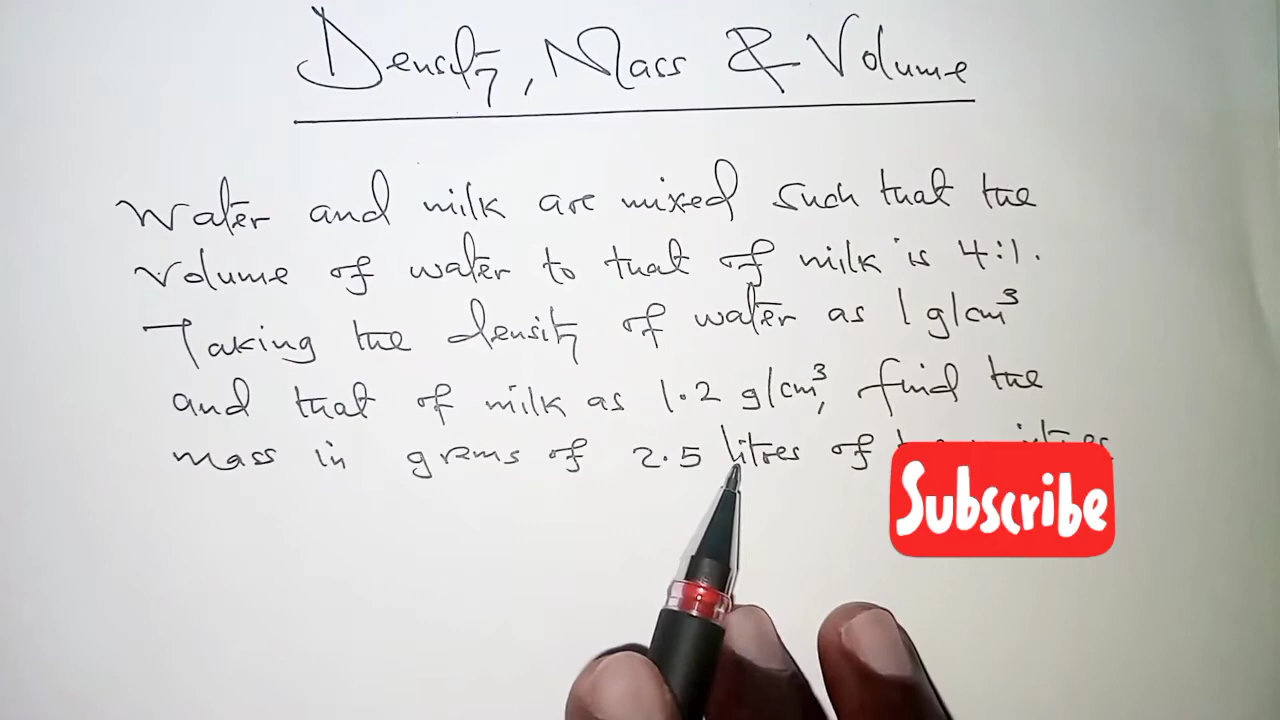 Density, Mass & Volume
Water and milk are mixed such that the
volume of water to that of milk is 4:1.
Taking the density of water as 1g/cm³
and that of milk as 1.2 g/cm³, find the
mass in grams of 2.5 litres of
Subscribe